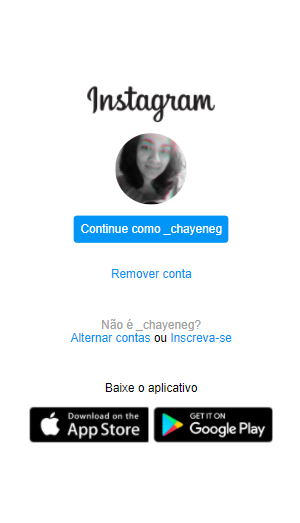 Instagram
Continue como _chayeneg
Remover conta
Não é _chayeneg?
Alternar contas ou Inscreva-se
Baixe o aplicativo
Download on the
App Store
GET IT ON
Google Play